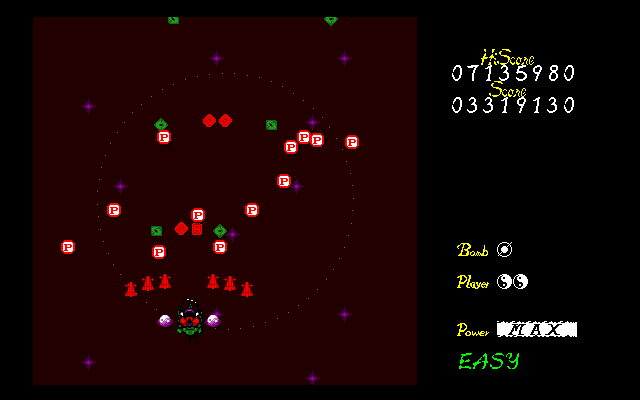 HiScore
07135980
Score
03319130
P
P P P P
P
P P P
P P P
Bomb
Player
Power MAX
EASY